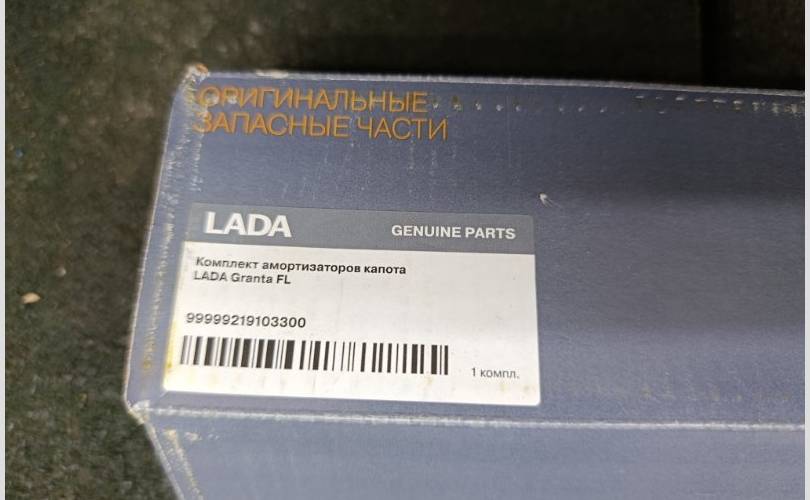 ОРИГИНАЛЬНЫЕ
ЗАПАСНЫЕ ЧАСТИ
LADA GENUINE PARTS
Комплект амортизаторов капота
LADA Granta FL
99999219103300
1 компл.